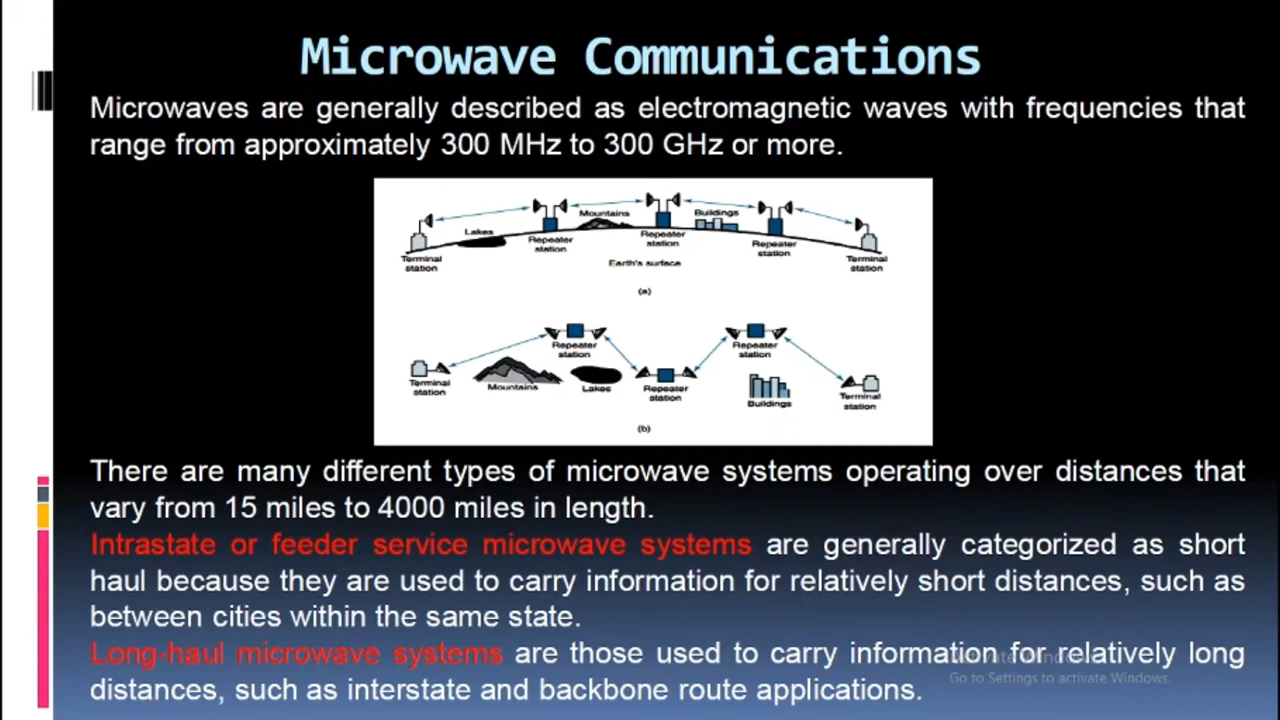 Microwave Communications
Microwaves are generally described as electromagnetic waves with frequencies that
range from approximately 300 MHz to 300 GHz or more.
Mountains
Buildings
Lakes
Repeater
station
Repeater
station
Repeater
station
Terminal
station
Earth's surface
Terminal
station
(a)
Repeater
station
Repeater
station
Terminal
station
Mountains
Lakes
Repeater
station
Buildings
Terminal
station
(b)
There are many different types of microwave systems operating over distances that
vary from 15 miles to 4000 miles in length.
Intrastate or feeder service microwave systems are generally categorized as short
haul because they are used to carry information for relatively short distances, such as
between cities within the same state.
Long-haul microwave systems are those used to carry information for relatively long
distances, such as interstate and backbone route applications.
Activate Windows
Go to Settings to activate Windows.